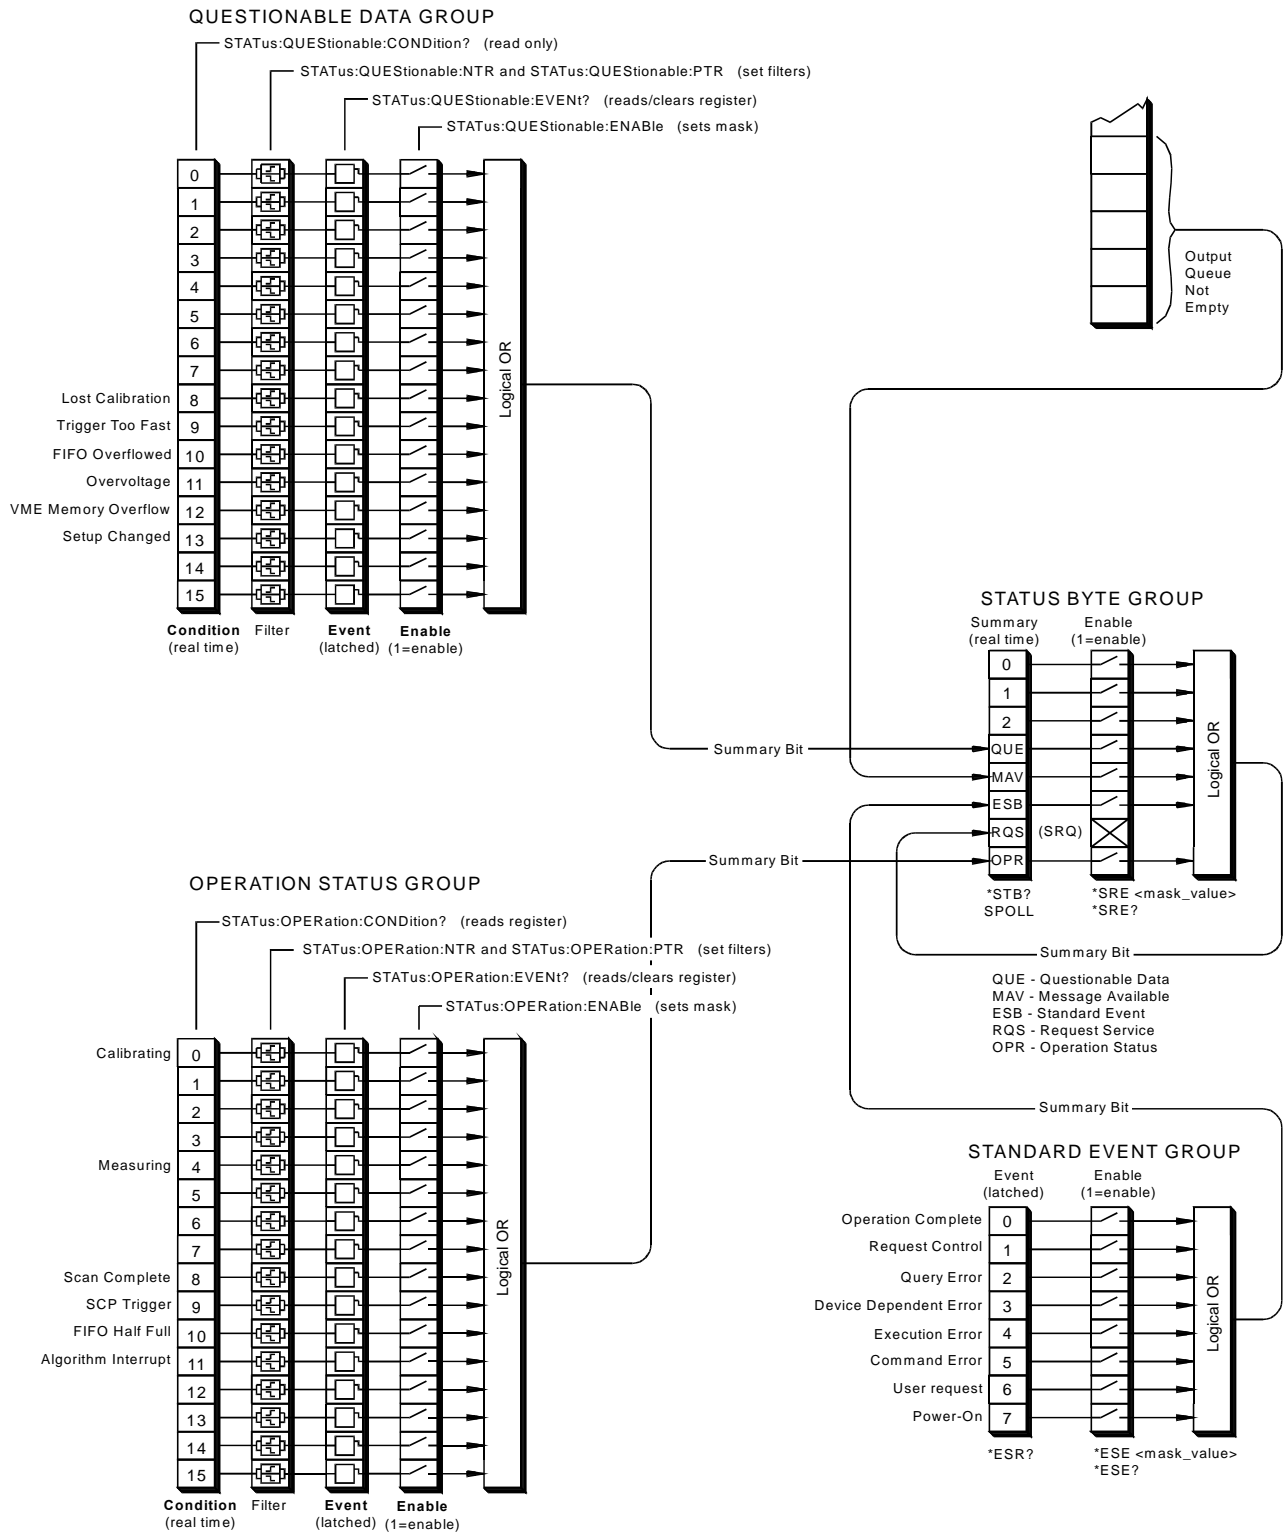 QUESTIONABLE DATA GROUP
STATus:QUEStionable:CONDition? (read only)
STATus:QUEStionable:NTR and STATus:QUEStionable:PTR (set filters)
STATus:QUEStionable:EVENt? (reads/clears register)
STATus:QUEStionable:ENABle (sets mask)
0
1
2
3
4
5
6
7
Lost Calibration 8
Trigger Too Fast 9
FIFO Overflowed 10
Overvoltage 11
VME Memory Overflow 12
Setup Changed 13
14
15
Logical OR
Condition Filter Event Enable
(real time) (latched) (1=enable)
Output
Queue
Not
Empty
STATUS BYTE GROUP
Summary Enable
(real time) (1=enable)
0
1
2
Summary Bit QUE
MAV
ESB
RQS (SRQ)
Summary Bit OPR
Logical OR
*STB? *SRE <mask_value>
SPOLL *SRE?
Summary Bit
QUE - Questionable Data
MAV - Message Available
ESB - Standard Event
RQS - Request Service
OPR - Operation Status
OPERATION STATUS GROUP
STATus:OPERation:CONDition? (reads register)
STATus:OPERation:NTR and STATus:OPERation:PTR (set filters)
STATus:OPERation:EVENt? (reads/clears register)
STATus:OPERation:ENABle (sets mask)
Calibrating 0
1
2
3
Measuring 4
5
6
7
Scan Complete 8
SCP Trigger 9
FIFO Half Full 10
Algorithm Interrupt 11
12
13
14
15
Logical OR
Condition Filter Event Enable
(real time) (latched) (1=enable)
Summary Bit
STANDARD EVENT GROUP
Event Enable
(latched) (1=enable)
Operation Complete 0
Request Control 1
Query Error 2
Device Dependent Error 3
Execution Error 4
Command Error 5
User request 6
Power-On 7
Logical OR
*ESR? *ESE <mask_value>
*ESE?